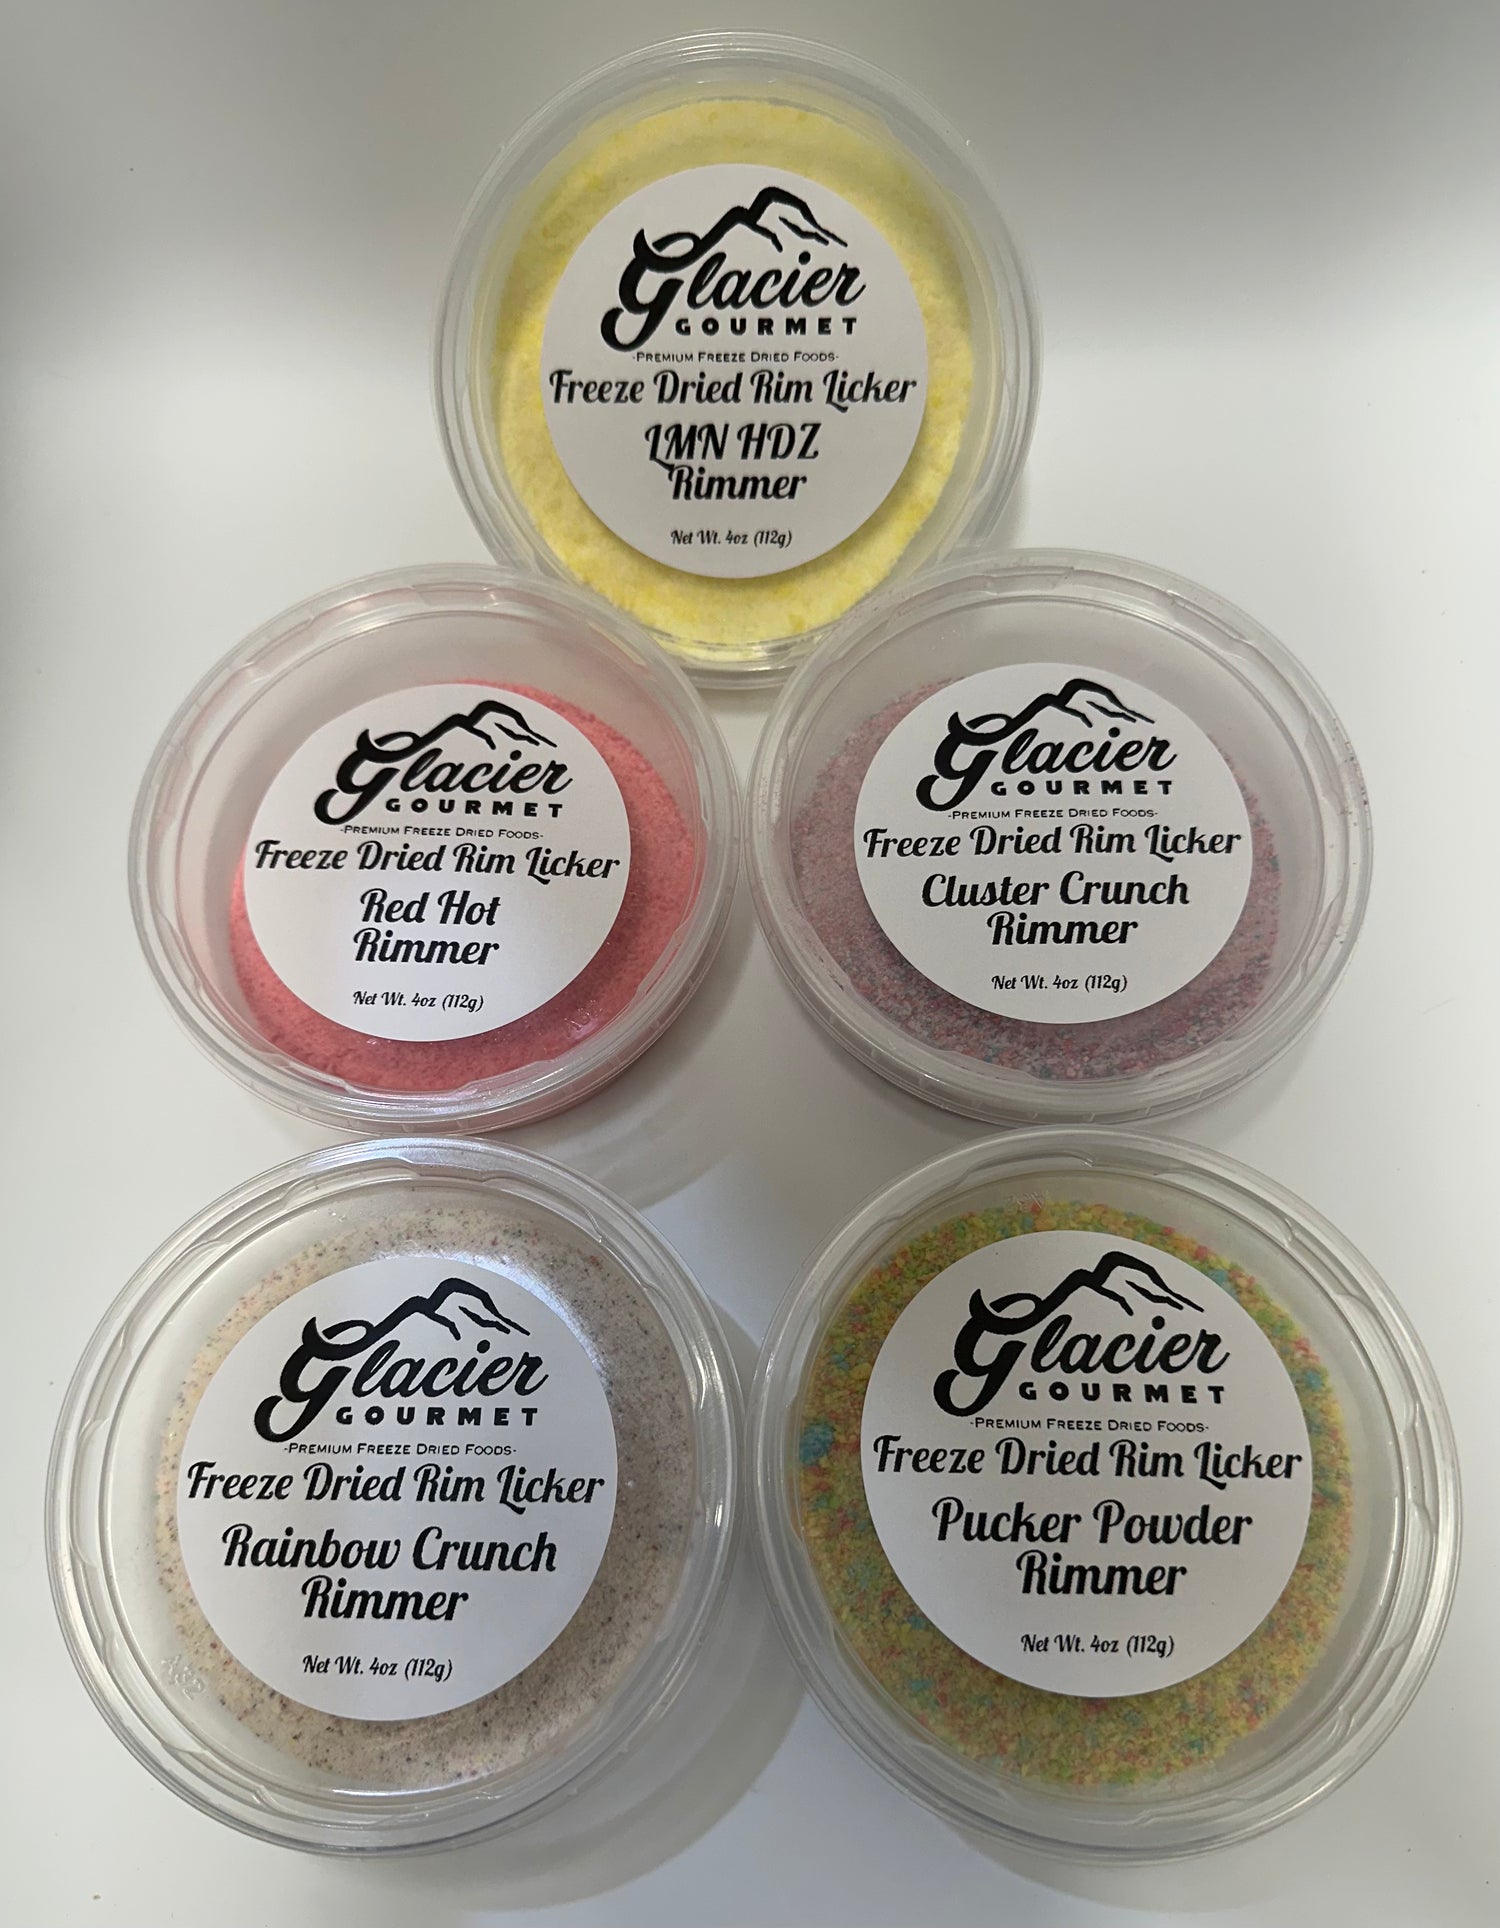 Glacier
GOURMET
-PREMIUM FREEZE DRIED FOODS-
Freeze Dried Rim Licker
LMN HDZ
Rimmer
Net Wt. 4oz (112g)
Glacier
GOURMET
-PREMIUM FREEZE DRIED FOODS-
Freeze Dried Rim Licker
Red Hot
Rimmer
Net Wt. 4oz (112g)
Glacier
GOURMET
-PREMIUM FREEZE DRIED FOODS-
Freeze Dried Rim Licker
Cluster Crunch
Rimmer
Net Wt. 4oz (112g)
Glacier
GOURMET
-PREMIUM FREEZE DRIED FOODS-
Freeze Dried Rim Licker
Rainbow Crunch
Rimmer
Net Wt. 4oz (112g)
Glacier
GOURMET
-PREMIUM FREEZE DRIED FOODS-
Freeze Dried Rim Licker
Pucker Powder
Rimmer
Net Wt. 4oz (112g)